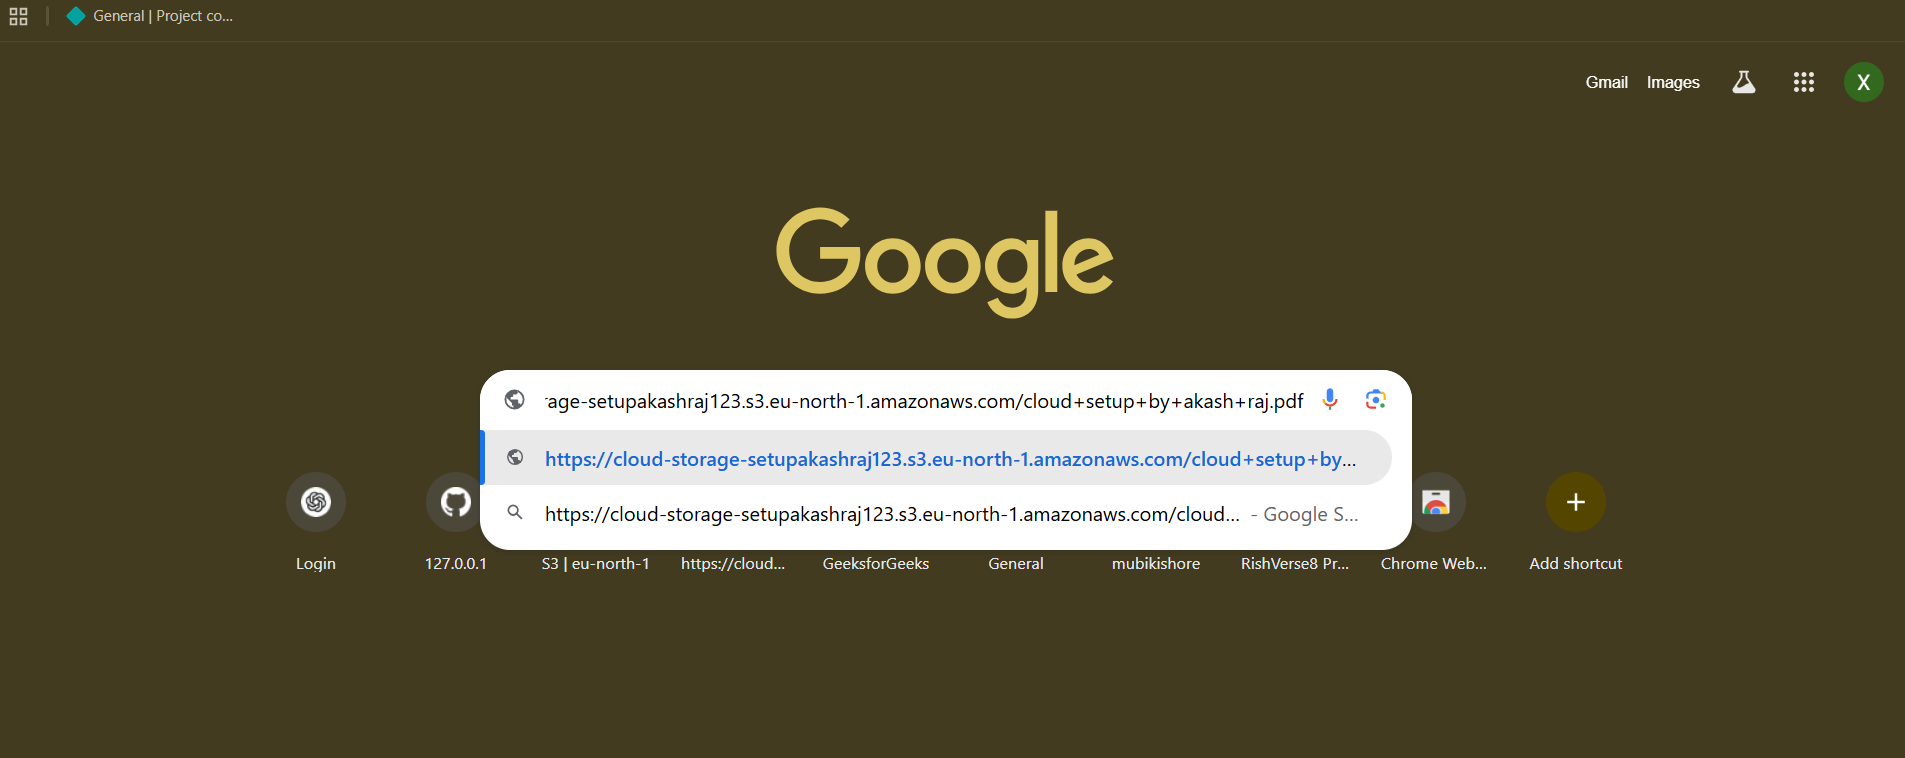 General | Project co...
Gmail Images X
Google
rage-setupakashraj123.s3.eu-north-1.amazonaws.com/cloud+setup+by+akash+raj.pdf
https://cloud-storage-setupakashraj123.s3.eu-north-1.amazonaws.com/cloud+setup+by...
https://cloud-storage-setupakashraj123.s3.eu-north-1.amazonaws.com/cloud... - Google S...
Login 127.0.0.1 S3 | eu-north-1 https://cloud... GeeksforGeeks General mubikishore RishVerse8 Pr... Chrome Web... Add shortcut